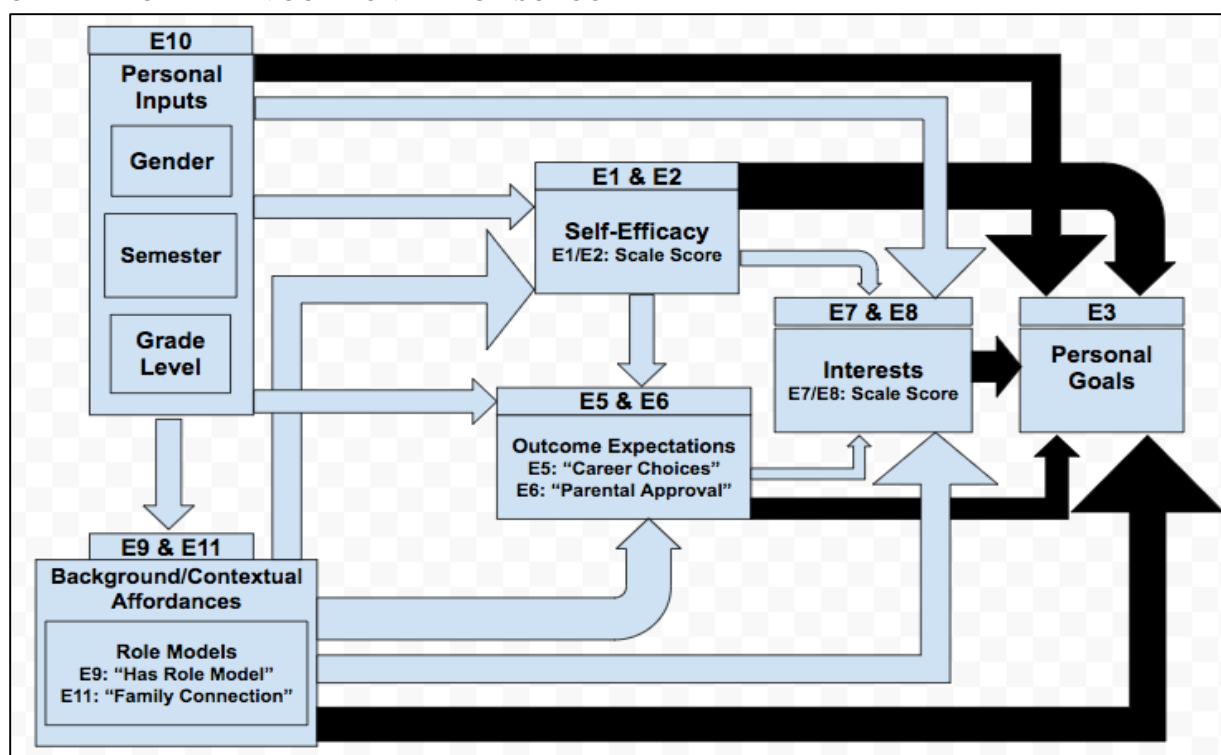 E10
Personal
Inputs
Gender
Semester
Grade
Level
E1 & E2
Self-Efficacy
E1/E2: Scale Score
E7 & E8
Interests
E7/E8: Scale Score
E3
Personal
Goals
E5 & E6
Outcome Expectations
E5: “Career Choices”
E6: “Parental Approval”
E9 & E11
Background/Contextual
Affordances
Role Models
E9: “Has Role Model”
E11: “Family Connection”